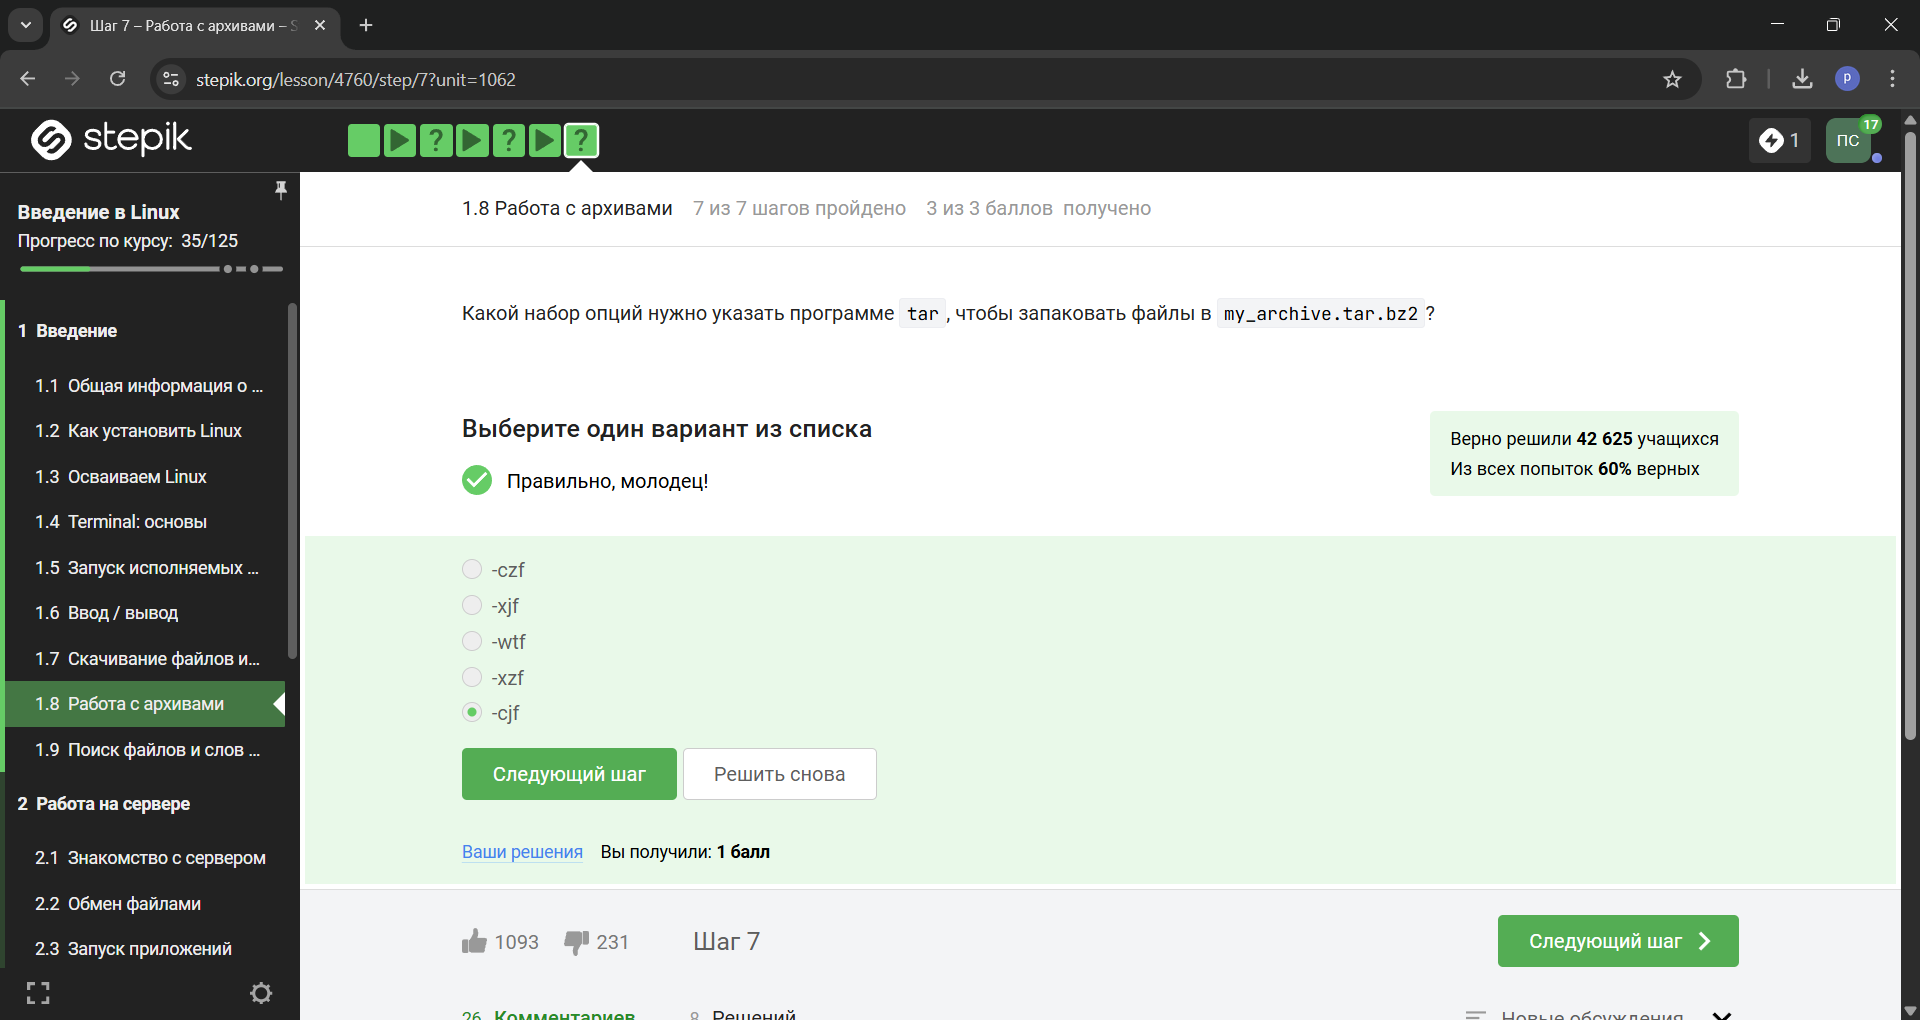 Шаг 7 – Работа с архивами – S
stepik.org/lesson/4760/step/7?unit=1062
P
stepik
? ? ?
1
ПС
17
Введение в Linux
Прогресс по курсу: 35/125
1 Введение
1.1 Общая информация о ...
1.2 Как установить Linux
1.3 Осваиваем Linux
1.4 Terminal: основы
1.5 Запуск исполняемых ...
1.6 Ввод / вывод
1.7 Скачивание файлов и...
1.8 Работа с архивами
1.9 Поиск файлов и слов ...
2 Работа на сервере
2.1 Знакомство с сервером
2.2 Обмен файлами
2.3 Запуск приложений
1.8 Работа с архивами 7 из 7 шагов пройдено 3 из 3 баллов получено
Какой набор опций нужно указать программе tar, чтобы запаковать файлы в my_archive.tar.bz2?
Выберите один вариант из списка
Правильно, молодец!
Верно решили 42 625 учащихся
Из всех попыток 60% верных
-czf
-xjf
-wtf
-xzf
-cjf
Следующий шаг
Решить снова
Ваши решения Вы получили: 1 балл
1093 231 Шаг 7
Следующий шаг
26 Комментариев 8 Решений Новые обсуждения